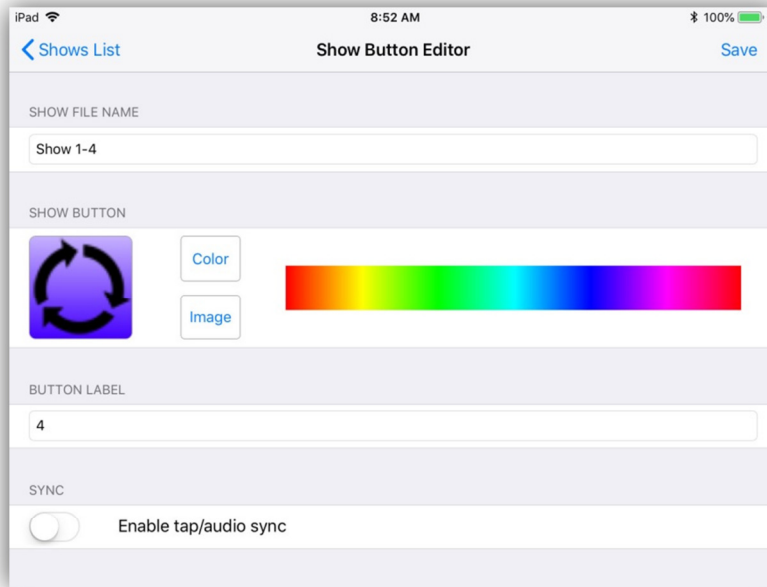 iPad 8:52 AM 100%
Shows List Show Button Editor Save
SHOW FILE NAME
Show 1-4
SHOW BUTTON
Color
Image
BUTTON LABEL
4
SYNC
Enable tap/audio sync